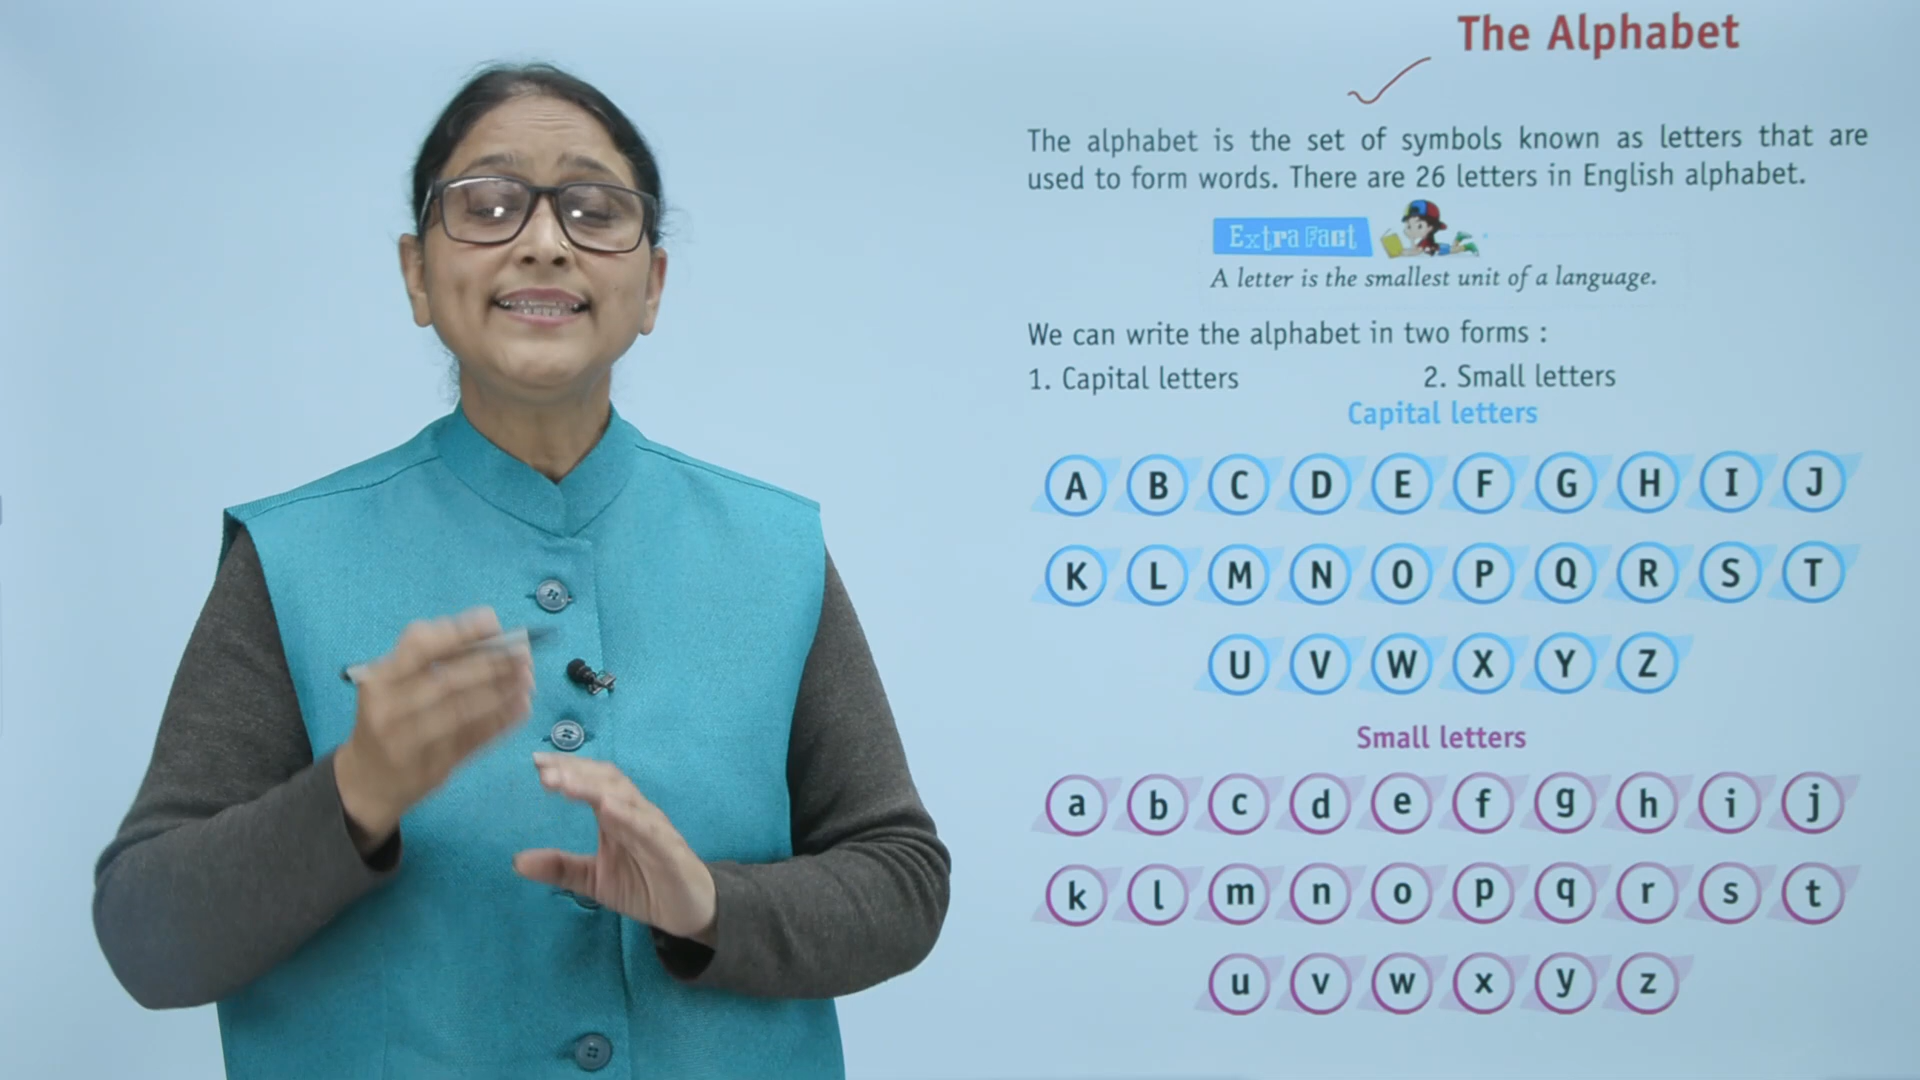 The Alphabet
The alphabet is the set of symbols known as letters that are
used to form words. There are 26 letters in English alphabet.
Extra Fact
A letter is the smallest unit of a language.
We can write the alphabet in two forms :
1. Capital letters 2. Small letters
Capital letters
A B C D E F G H I J
K L M N O P Q R S T
U V W X Y Z
Small letters
a b c d e f g h i j
k l m n o p q r s t
u v w x y z